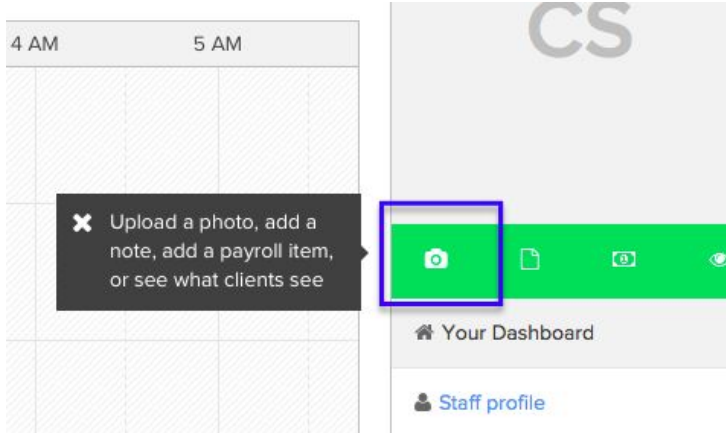 4 AM
5 AM
CS
Upload a photo, add a
note, add a payroll item,
or see what clients see
Your Dashboard
Staff profile